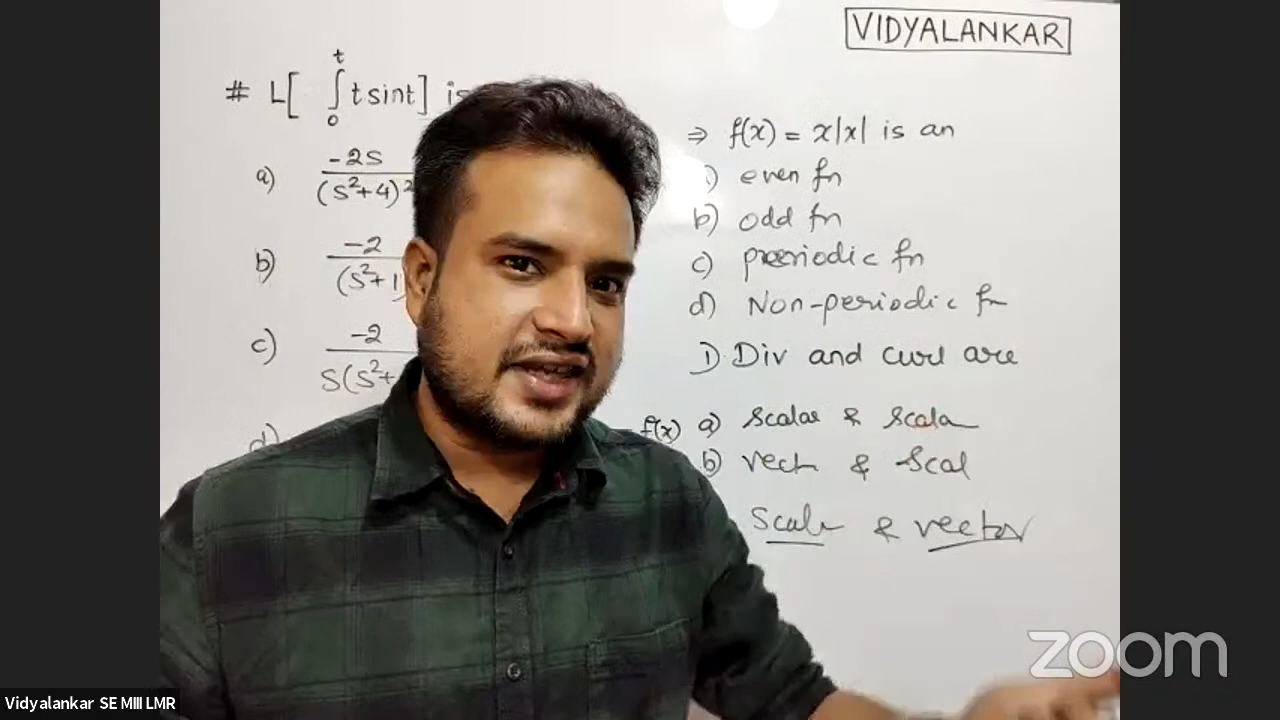 VIDYALANKAR
# L[ ∫₀ᵗ t sint] is
a) -2s / (s²+4)²
b) -2 / (s²+1)
c) -2 / s(s²+
d)
⇒ f(x) = x|x| is an
) even fn
b) odd fn
c) periodic fn
d) Non-periodic fn
1) Div and curl are
f(x) a) scalar & scala
b) vect & scal
scalar & vector
zoom
Vidyalankar SE MIII LMR